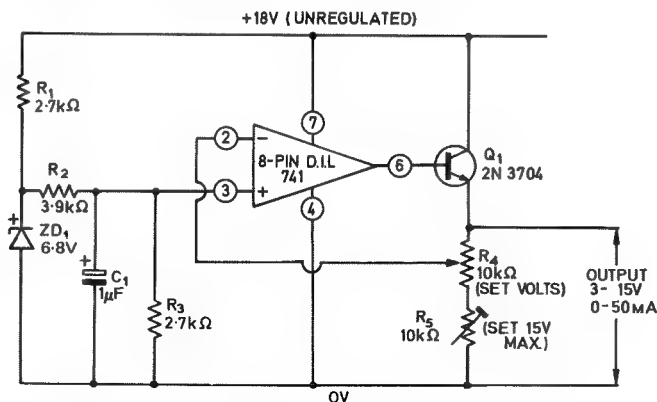 +18V (UNREGULATED)
R1
2·7kΩ
R2
3·9kΩ
ZD1
6·8V
+
+
C1
1μF
R3
2·7kΩ
2
−
3
+
7
8-PIN D.I.L
741
4
6
Q1
2N 3704
R4
10kΩ
(SET VOLTS)
R5
10kΩ
(SET 15V
MAX.)
OUTPUT
3- 15V
0-50MA
0V